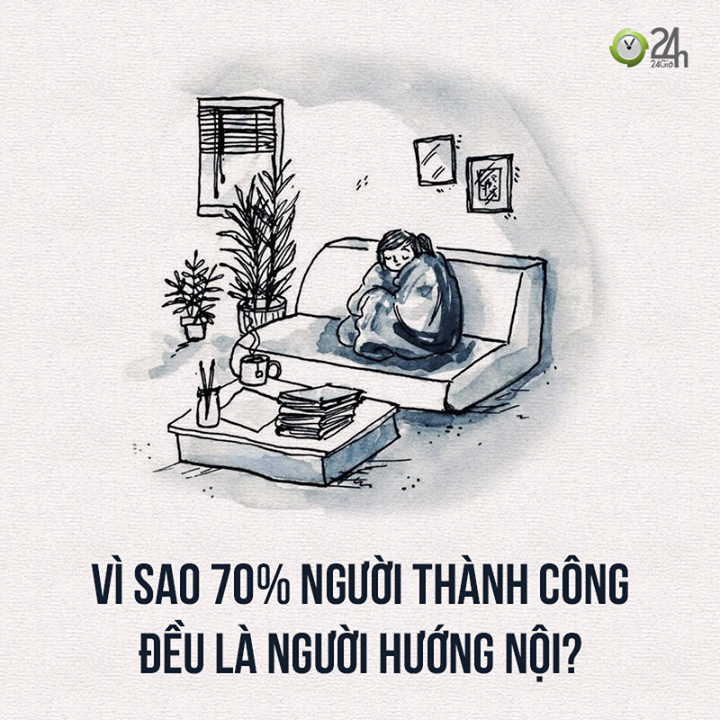 24h
24Giờ
VÌ SAO 70% NGƯỜI THÀNH CÔNG
ĐỀU LÀ NGƯỜI HƯỚNG NỘI?